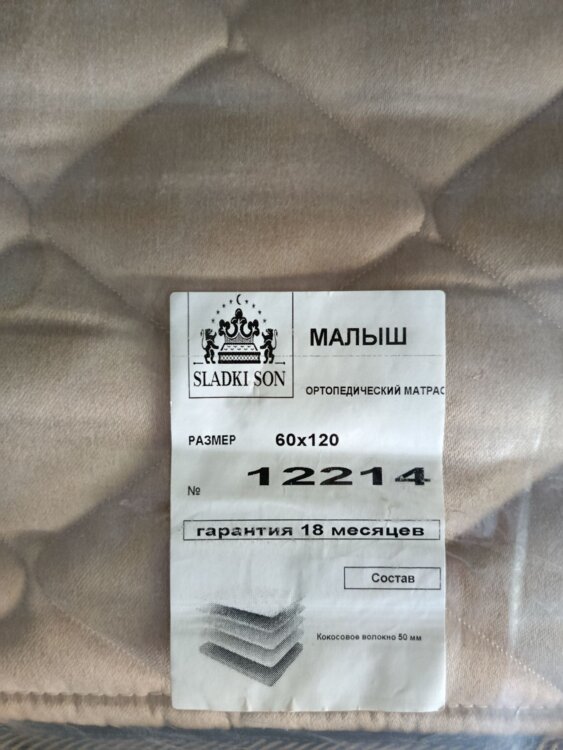 МАЛЫШ
SLADKI SON
ОРТОПЕДИЧЕСКИЙ МАТРАС
РАЗМЕР 60х120
№ 12214
гарантия 18 месяцев
Состав
Кокосовое волокно 50 мм